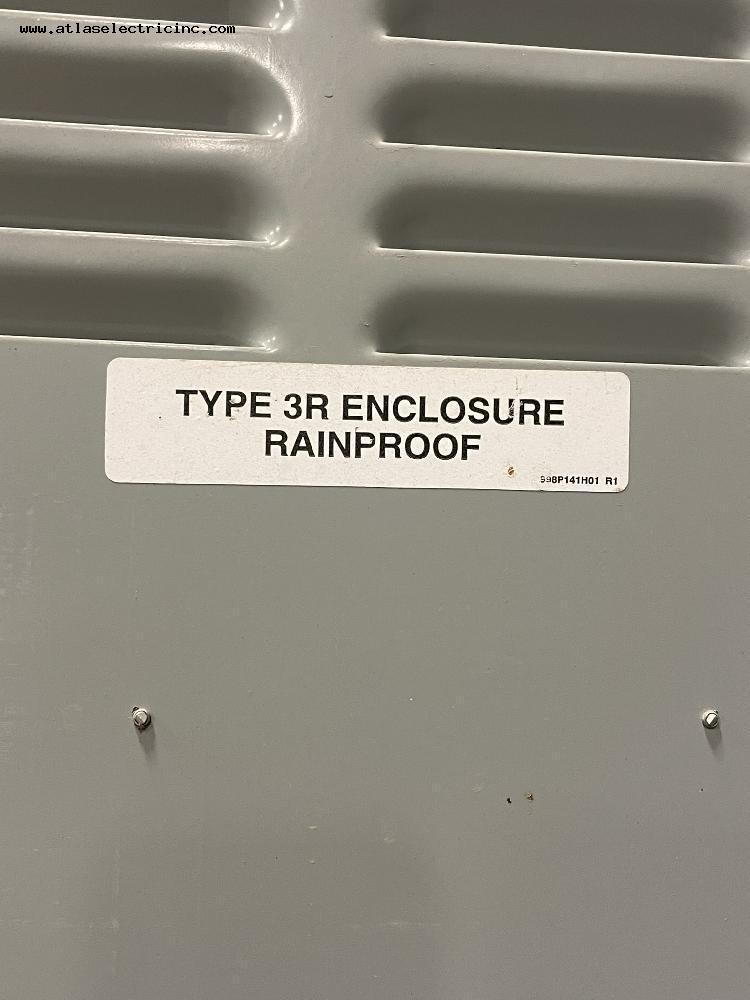 www.atlaselectricinc.com
TYPE 3R ENCLOSURE
RAINPROOF
998P141H01 R1